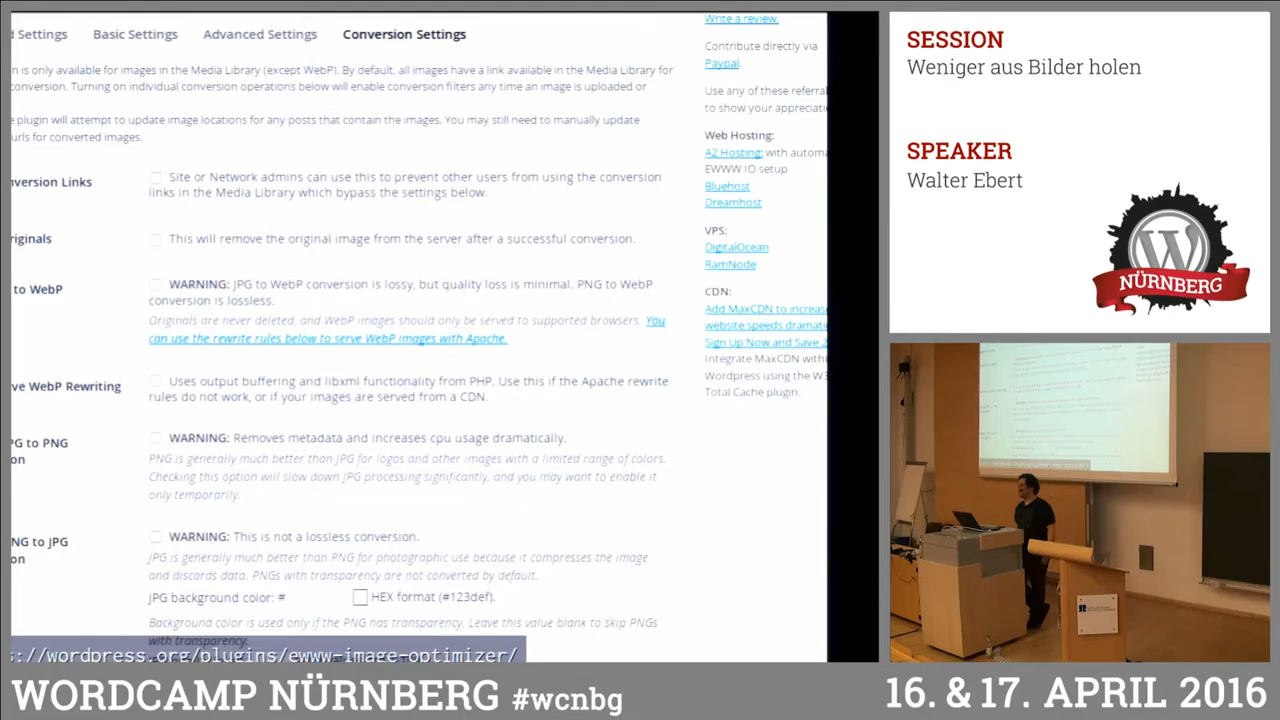 d Settings Basic Settings Advanced Settings Conversion Settings
only available for images in the Media Library (except WebP). By default, all images have a link available in the Media Library for
conversion. Turning on individual conversion operations below will enable conversion filters any time an image is uploaded or
e plugin will attempt to update image locations for any posts that contain the images. You may still need to manually update
urls for converted images.
nversion Links
Site or Network admins can use this to prevent other users from using the conversion
links in the Media Library which bypass the settings below.
riginals
This will remove the original image from the server after a successful conversion.
to WebP
WARNING: JPG to WebP conversion is lossy, but quality loss is minimal. PNG to WebP
conversion is lossless.
Originals are never deleted, and WebP images should only be served to supported browsers. You
can use the rewrite rules below to serve WebP images with Apache.
ve WebP Rewriting
Uses output buffering and libxml functionality from PHP. Use this if the Apache rewrite
rules do not work, or if your images are served from a CDN.
PG to PNG
on
WARNING: Removes metadata and increases cpu usage dramatically.
PNG is generally much better than JPG for logos and other images with a limited range of colors.
Checking this option will slow down JPG processing significantly, and you may want to enable it
only temporarily.
NG to JPG
on
WARNING: This is not a lossless conversion.
JPG is generally much better than PNG for photographic use because it compresses the image
and discards data. PNGs with transparency are not converted by default.
JPG background color: # HEX format (#123def).
Background color is used only if the PNG has transparency. Leave this value blank to skip PNGs
with transparency.
s://wordpress.org/plugins/ewww-image-optimizer/
Write a review.
Contribute directly via
Paypal.
Use any of these referral
to show your appreciati
Web Hosting:
A2 Hosting: with automa
EWWW IO setup
Bluehost
Dreamhost
VPS:
DigitalOcean
RamNode
CDN:
Add MaxCDN to increase
website speeds dramatic
Sign Up Now and Save 2
Integrate MaxCDN with
Wordpress using the W3
Total Cache plugin.
SESSION
Weniger aus Bilder holen
SPEAKER
Walter Ebert
W
NÜRNBERG
WORDCAMP NÜRNBERG #wcnbg
16. & 17. APRIL 2016